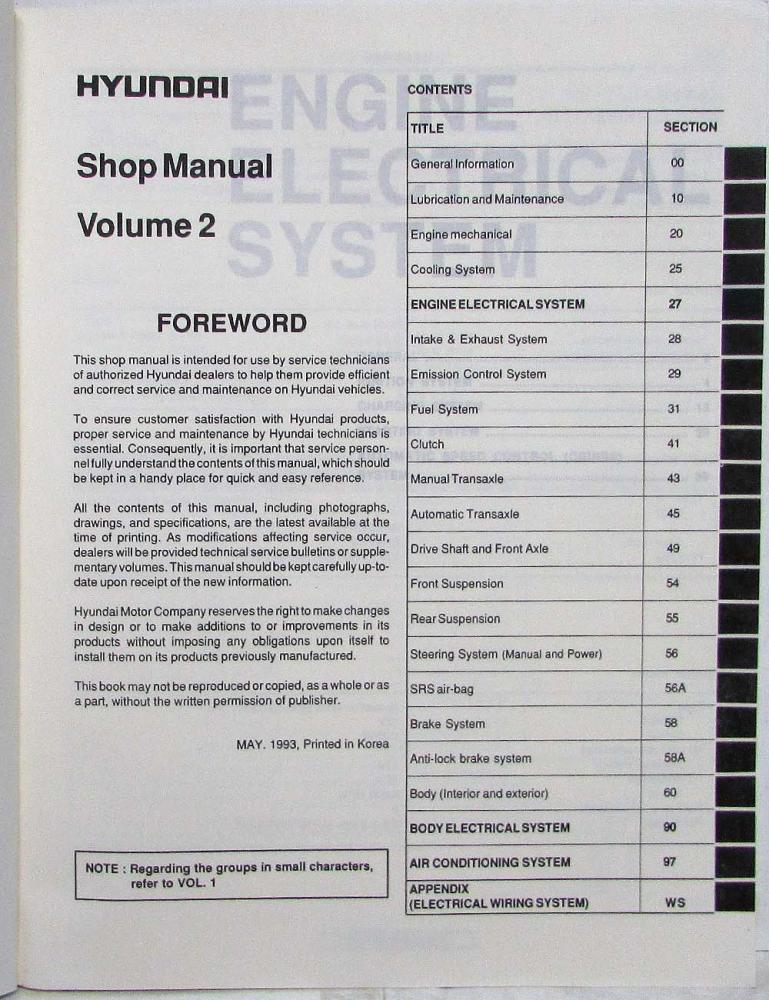 HYUNDAI
Shop Manual
Volume 2
FOREWORD
This shop manual is intended for use by service technicians
of authorized Hyundai dealers to help them provide efficient
and correct service and maintenance on Hyundai vehicles.
To ensure customer satisfaction with Hyundai products,
proper service and maintenance by Hyundai technicians is
essential. Consequently, it is important that service person-
nel fully understand the contents of this manual, which should
be kept in a handy place for quick and easy reference.
All the contents of this manual, including photographs,
drawings, and specifications, are the latest available at the
time of printing. As modifications affecting service occur,
dealers will be provided technical service bulletins or supple-
mentary volumes. This manual should be kept carefully up-to-
date upon receipt of the new information.
Hyundai Motor Company reserves the right to make changes
in design or to make additions to or improvements in its
products without imposing any obligations upon itself to
install them on its products previously manufactured.
This book may not be reproduced or copied, as a whole or as
a part, without the written permission of publisher.
MAY. 1993, Printed in Korea
NOTE : Regarding the groups in small characters,
refer to VOL. 1
CONTENTS
TITLE SECTION
General Information 00
Lubrication and Maintenance 10
Engine mechanical 20
Cooling System 25
ENGINE ELECTRICAL SYSTEM 27
Intake & Exhaust System 28
Emission Control System 29
Fuel System 31
Clutch 41
Manual Transaxle 43
Automatic Transaxle 45
Drive Shaft and Front Axle 49
Front Suspension 54
Rear Suspension 55
Steering System (Manual and Power) 56
SRS air-bag 56A
Brake System 58
Anti-lock brake system 58A
Body (Interior and exterior) 60
BODY ELECTRICAL SYSTEM 90
AIR CONDITIONING SYSTEM 97
APPENDIX
(ELECTRICAL WIRING SYSTEM) WS
ENGINE
ELECTRICAL
SYSTEM